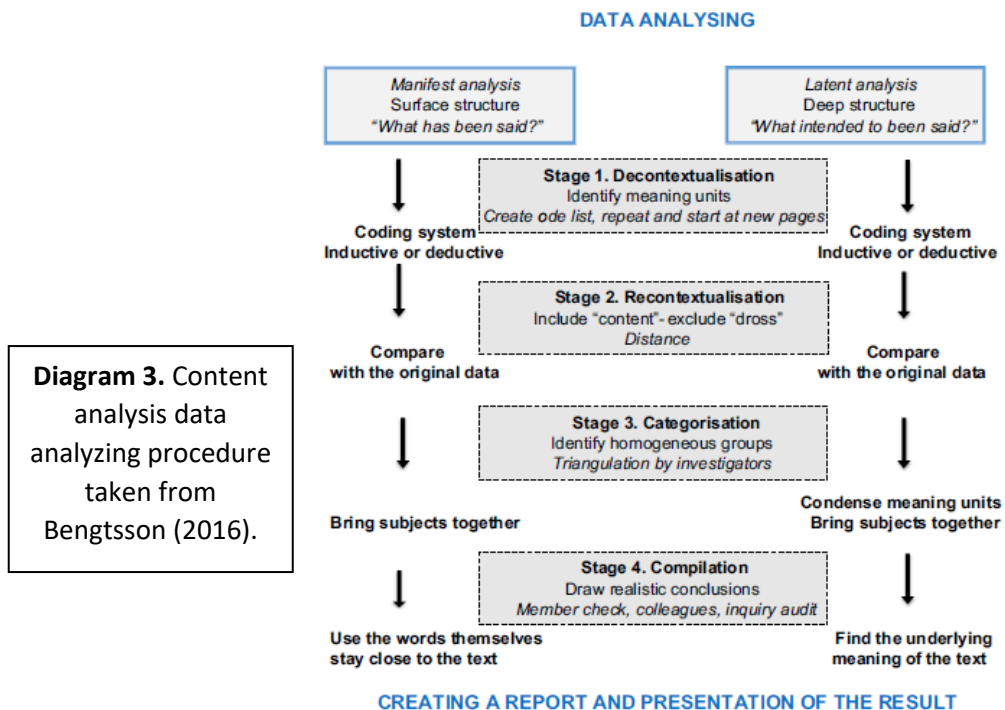 DATA ANALYSING
Manifest analysis
Surface structure
“What has been said?”
Latent analysis
Deep structure
“What intended to been said?”
Stage 1. Decontextualisation
Identify meaning units
Create ode list, repeat and start at new pages
Coding system
Inductive or deductive
Coding system
Inductive or deductive
Stage 2. Recontextualisation
Include “content”- exclude “dross”
Distance
Compare
with the original data
Compare
with the original data
Diagram 3. Content
analysis data
analyzing procedure
taken from
Bengtsson (2016).
Stage 3. Categorisation
Identify homogeneous groups
Triangulation by investigators
Bring subjects together
Condense meaning units
Bring subjects together
Stage 4. Compilation
Draw realistic conclusions
Member check, colleagues, inquiry audit
Use the words themselves
stay close to the text
Find the underlying
meaning of the text
CREATING A REPORT AND PRESENTATION OF THE RESULT